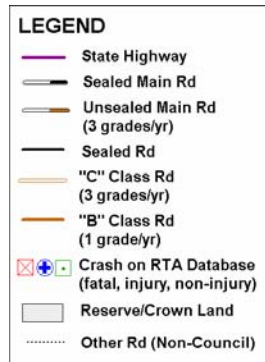 LEGEND
State Highway
Sealed Main Rd
Unsealed Main Rd
(3 grades/yr)
Sealed Rd
"C" Class Rd
(3 grades/yr)
"B" Class Rd
(1 grade/yr)
Crash on RTA Database
(fatal, injury, non-injury)
Reserve/Crown Land
Other Rd (Non-Council)